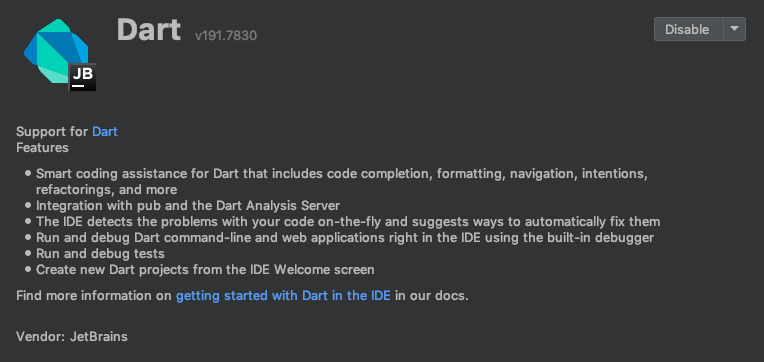 Dart v191.7830
Disable
JB
Support for Dart
Features
• Smart coding assistance for Dart that includes code completion, formatting, navigation, intentions,
refactorings, and more
• Integration with pub and the Dart Analysis Server
• The IDE detects the problems with your code on-the-fly and suggests ways to automatically fix them
• Run and debug Dart command-line and web applications right in the IDE using the built-in debugger
• Run and debug tests
• Create new Dart projects from the IDE Welcome screen
Find more information on getting started with Dart in the IDE in our docs.
Vendor: JetBrains